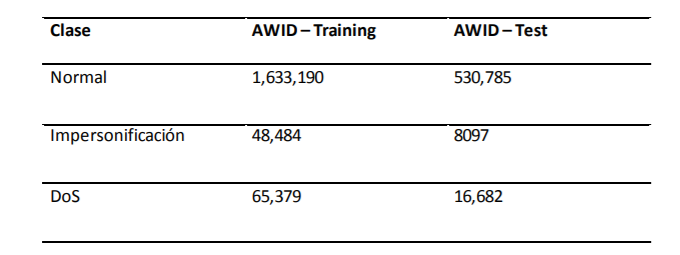 Clase AWID – Training AWID – Test
Normal 1,633,190 530,785
Impersonificación 48,484 8097
DoS 65,379 16,682